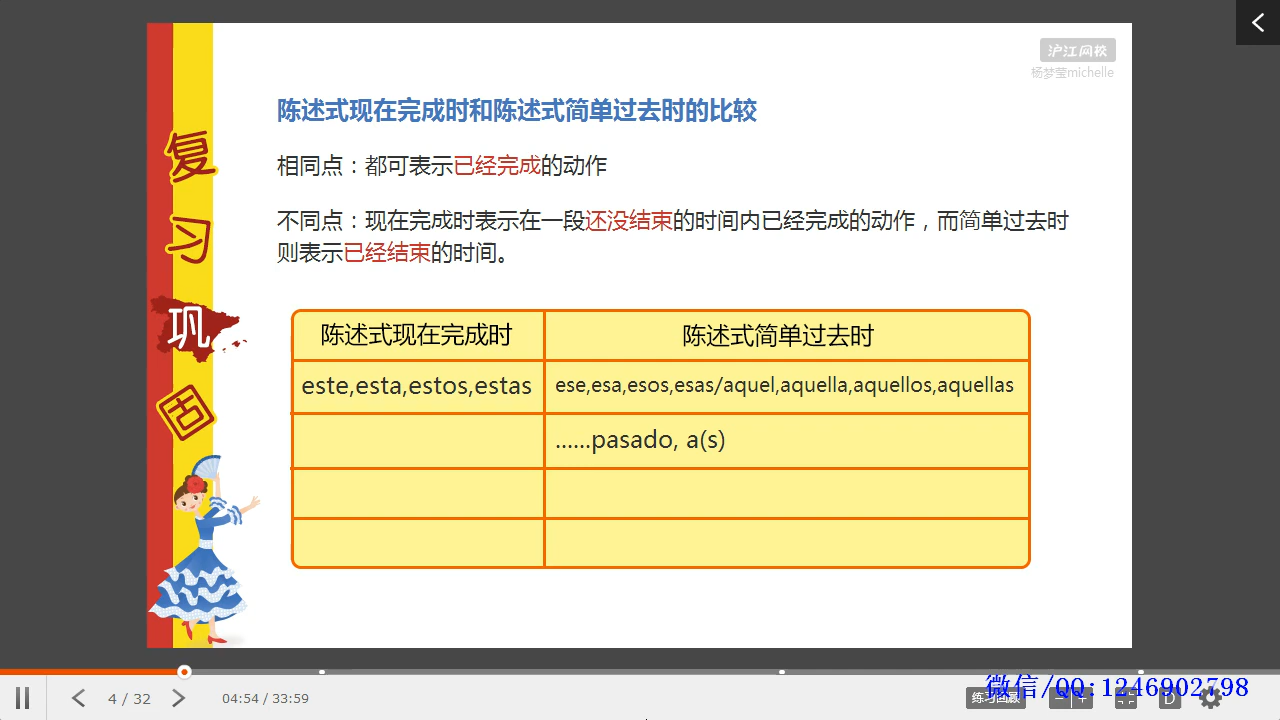 沪江网校
杨梦莹michelle
复习巩固
陈述式现在完成时和陈述式简单过去时的比较
相同点：都可表示已经完成的动作
不同点：现在完成时表示在一段还没结束的时间内已经完成的动作，而简单过去时
则表示已经结束的时间。
陈述式现在完成时 陈述式简单过去时
este,esta,estos,estas ese,esa,esos,esas/aquel,aquella,aquellos,aquellas
......pasado, a(s)
4 / 32 04:54 / 33:59
微信/QQ:1246902798